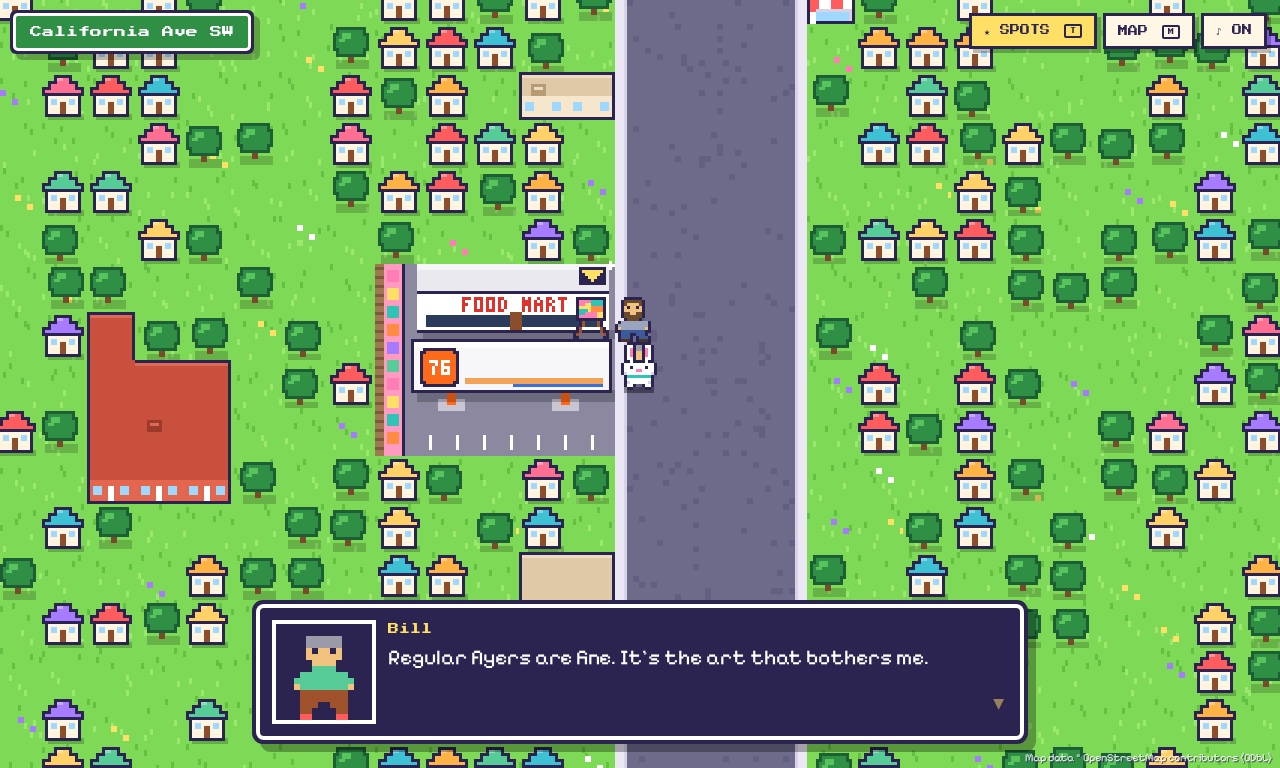 California Ave SW
★ SPOTS T
MAP M
♪ ON
FOOD MART
76
Bill
Regular flyers are fine. It's the art that bothers me.
▼
Map data © OpenStreetMap contributors (ODbL)